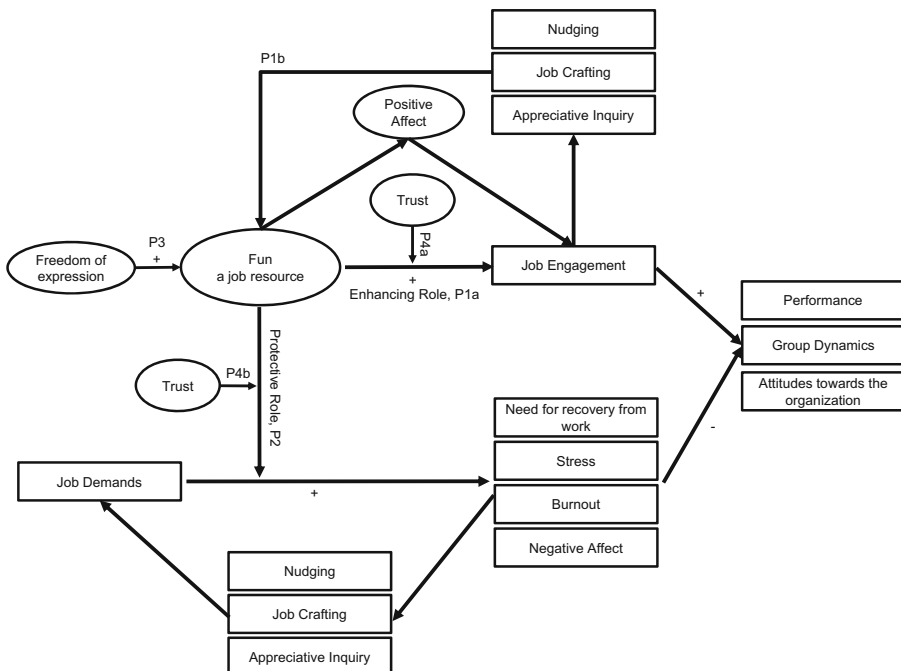 Nudging
P1b
Job Crafting
Positive
Affect
Appreciative Inquiry
Trust
P3
+
P4a
Freedom of
expression
Fun
a job resource
Job Engagement
+
Enhancing Role, P1a
+
Performance
Group Dynamics
Attitudes towards the
organization
Trust
P4b
Protective Role, P2
Need for recovery from
work
-
Stress
Job Demands
+
Burnout
Negative Affect
Nudging
Job Crafting
Appreciative Inquiry